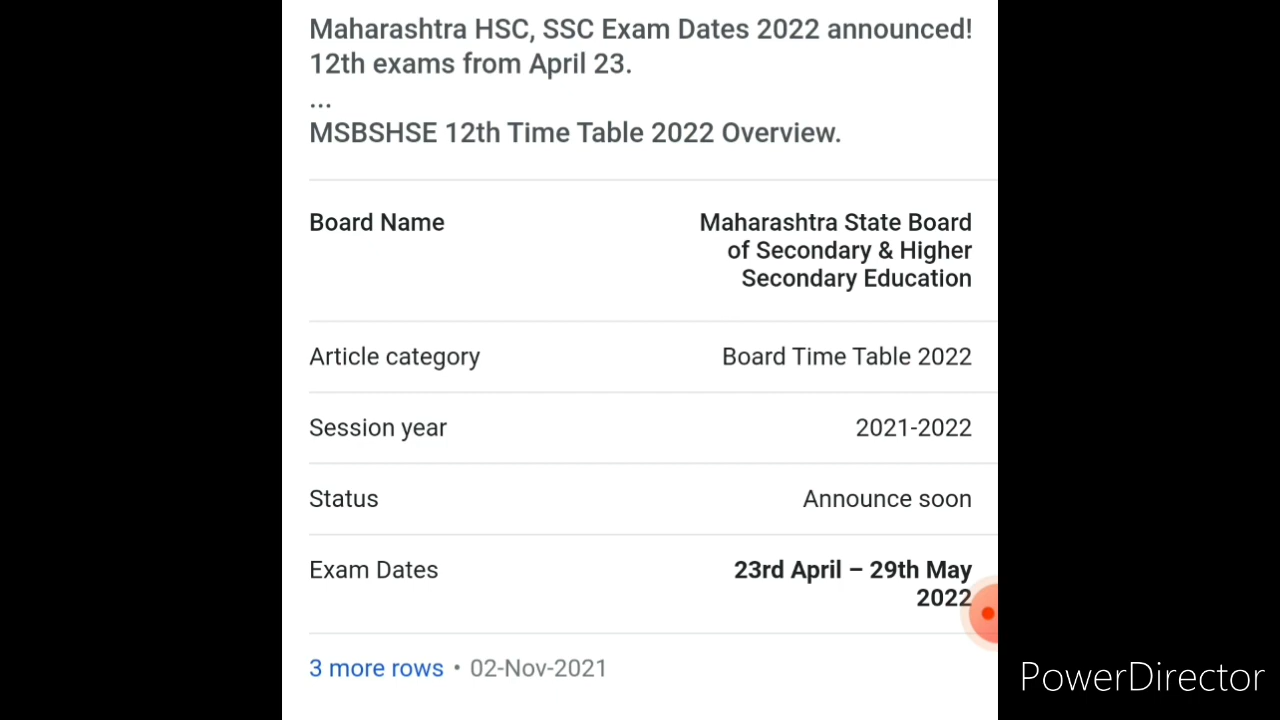 Maharashtra HSC, SSC Exam Dates 2022 announced!
12th exams from April 23.
...
MSBSHSE 12th Time Table 2022 Overview.
Board Name
Maharashtra State Board
of Secondary & Higher
Secondary Education
Article category
Board Time Table 2022
Session year
2021-2022
Status
Announce soon
Exam Dates
23rd April – 29th May
2022
3 more rows • 02-Nov-2021
PowerDirector